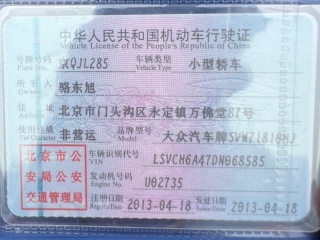 中华人民共和国机动车行驶证
Vehicle License of the People's Republic of China
号牌号码 京QJL285 车辆类型 小型轿车
Plate No. Vehicle Type
所有人 骆东旭
Owner
住址 北京市门头沟区永定镇万佛堂87号
Address
使用性质 非营运 品牌型号 大众汽车牌SVW71810HJ
Use Character Model
北京市公 车辆识别代号 LSVCH6A47DN068585
VIN
安局公安 发动机号码 U02735
Engine No.
交通管理局 注册日期 2013-04-18 发证日期 2013-04-18
Register Date Issue Date